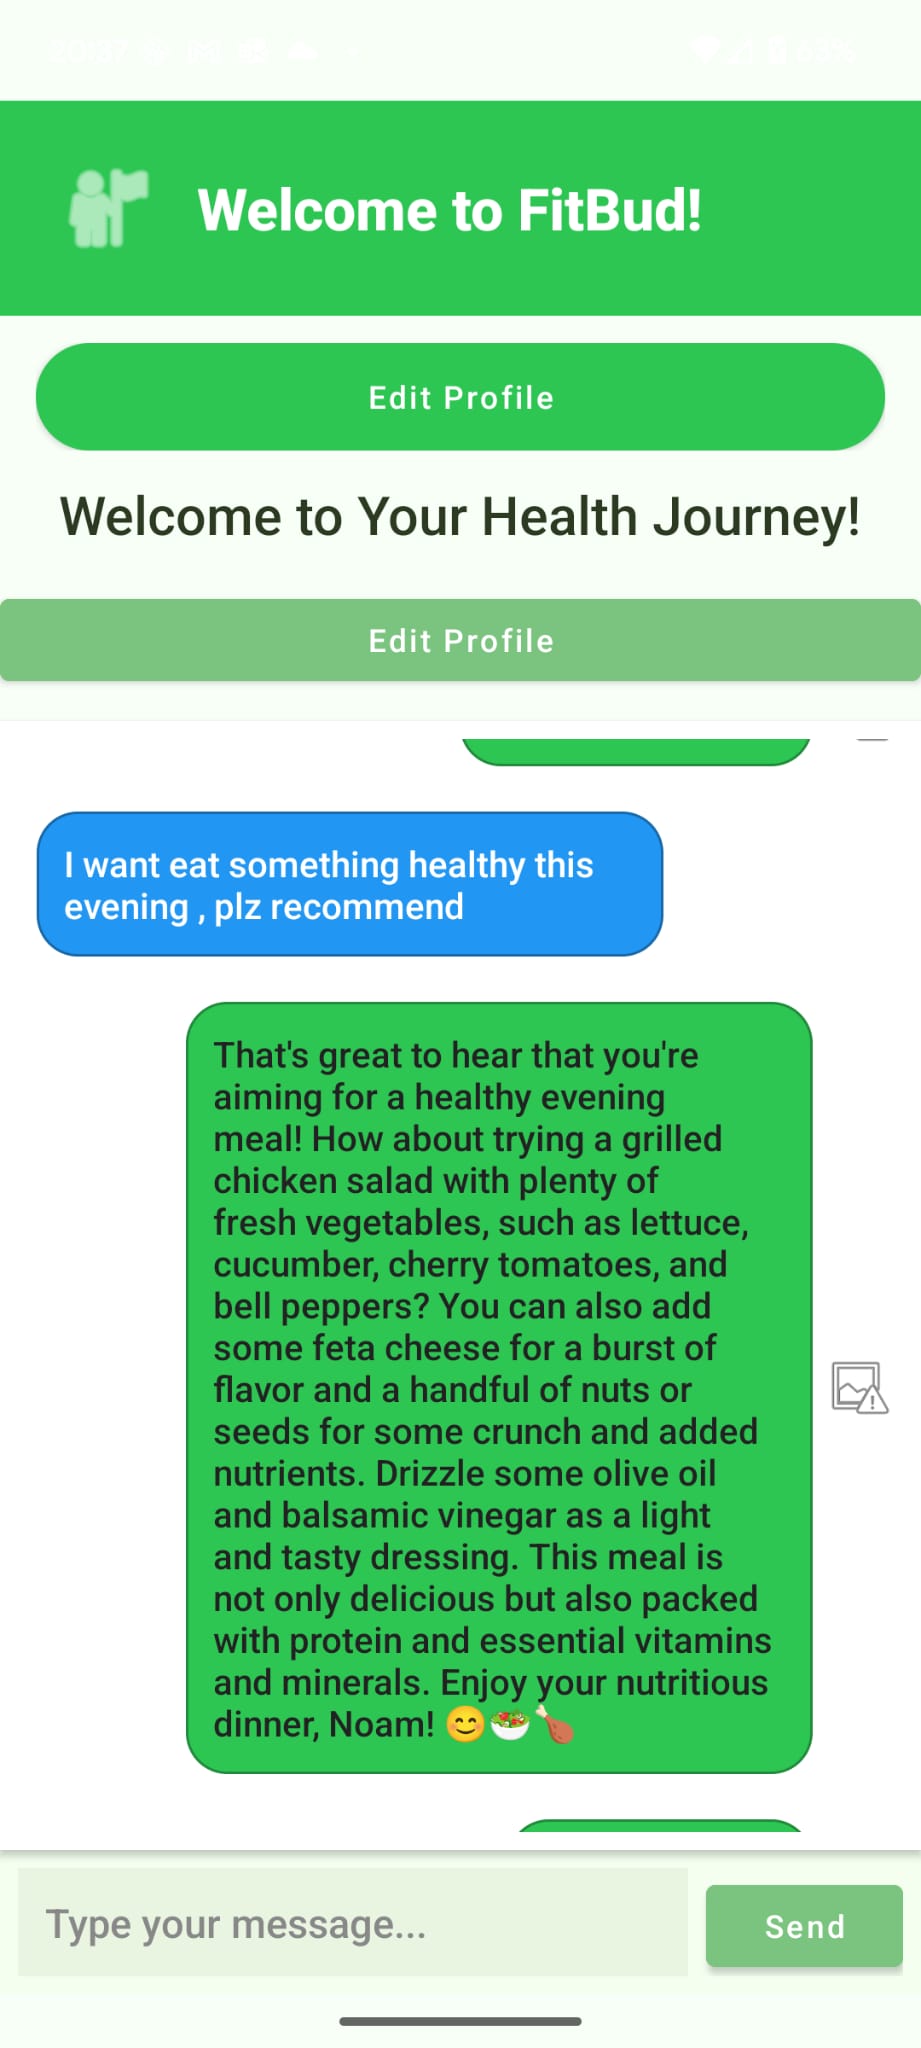 20:37
63%
Welcome to FitBud!
Edit Profile
Welcome to Your Health Journey!
Edit Profile
I want eat something healthy this
evening , plz recommend
That's great to hear that you're
aiming for a healthy evening
meal! How about trying a grilled
chicken salad with plenty of
fresh vegetables, such as lettuce,
cucumber, cherry tomatoes, and
bell peppers? You can also add
some feta cheese for a burst of
flavor and a handful of nuts or
seeds for some crunch and added
nutrients. Drizzle some olive oil
and balsamic vinegar as a light
and tasty dressing. This meal is
not only delicious but also packed
with protein and essential vitamins
and minerals. Enjoy your nutritious
dinner, Noam! 😊🥗🍗
Type your message...
Send